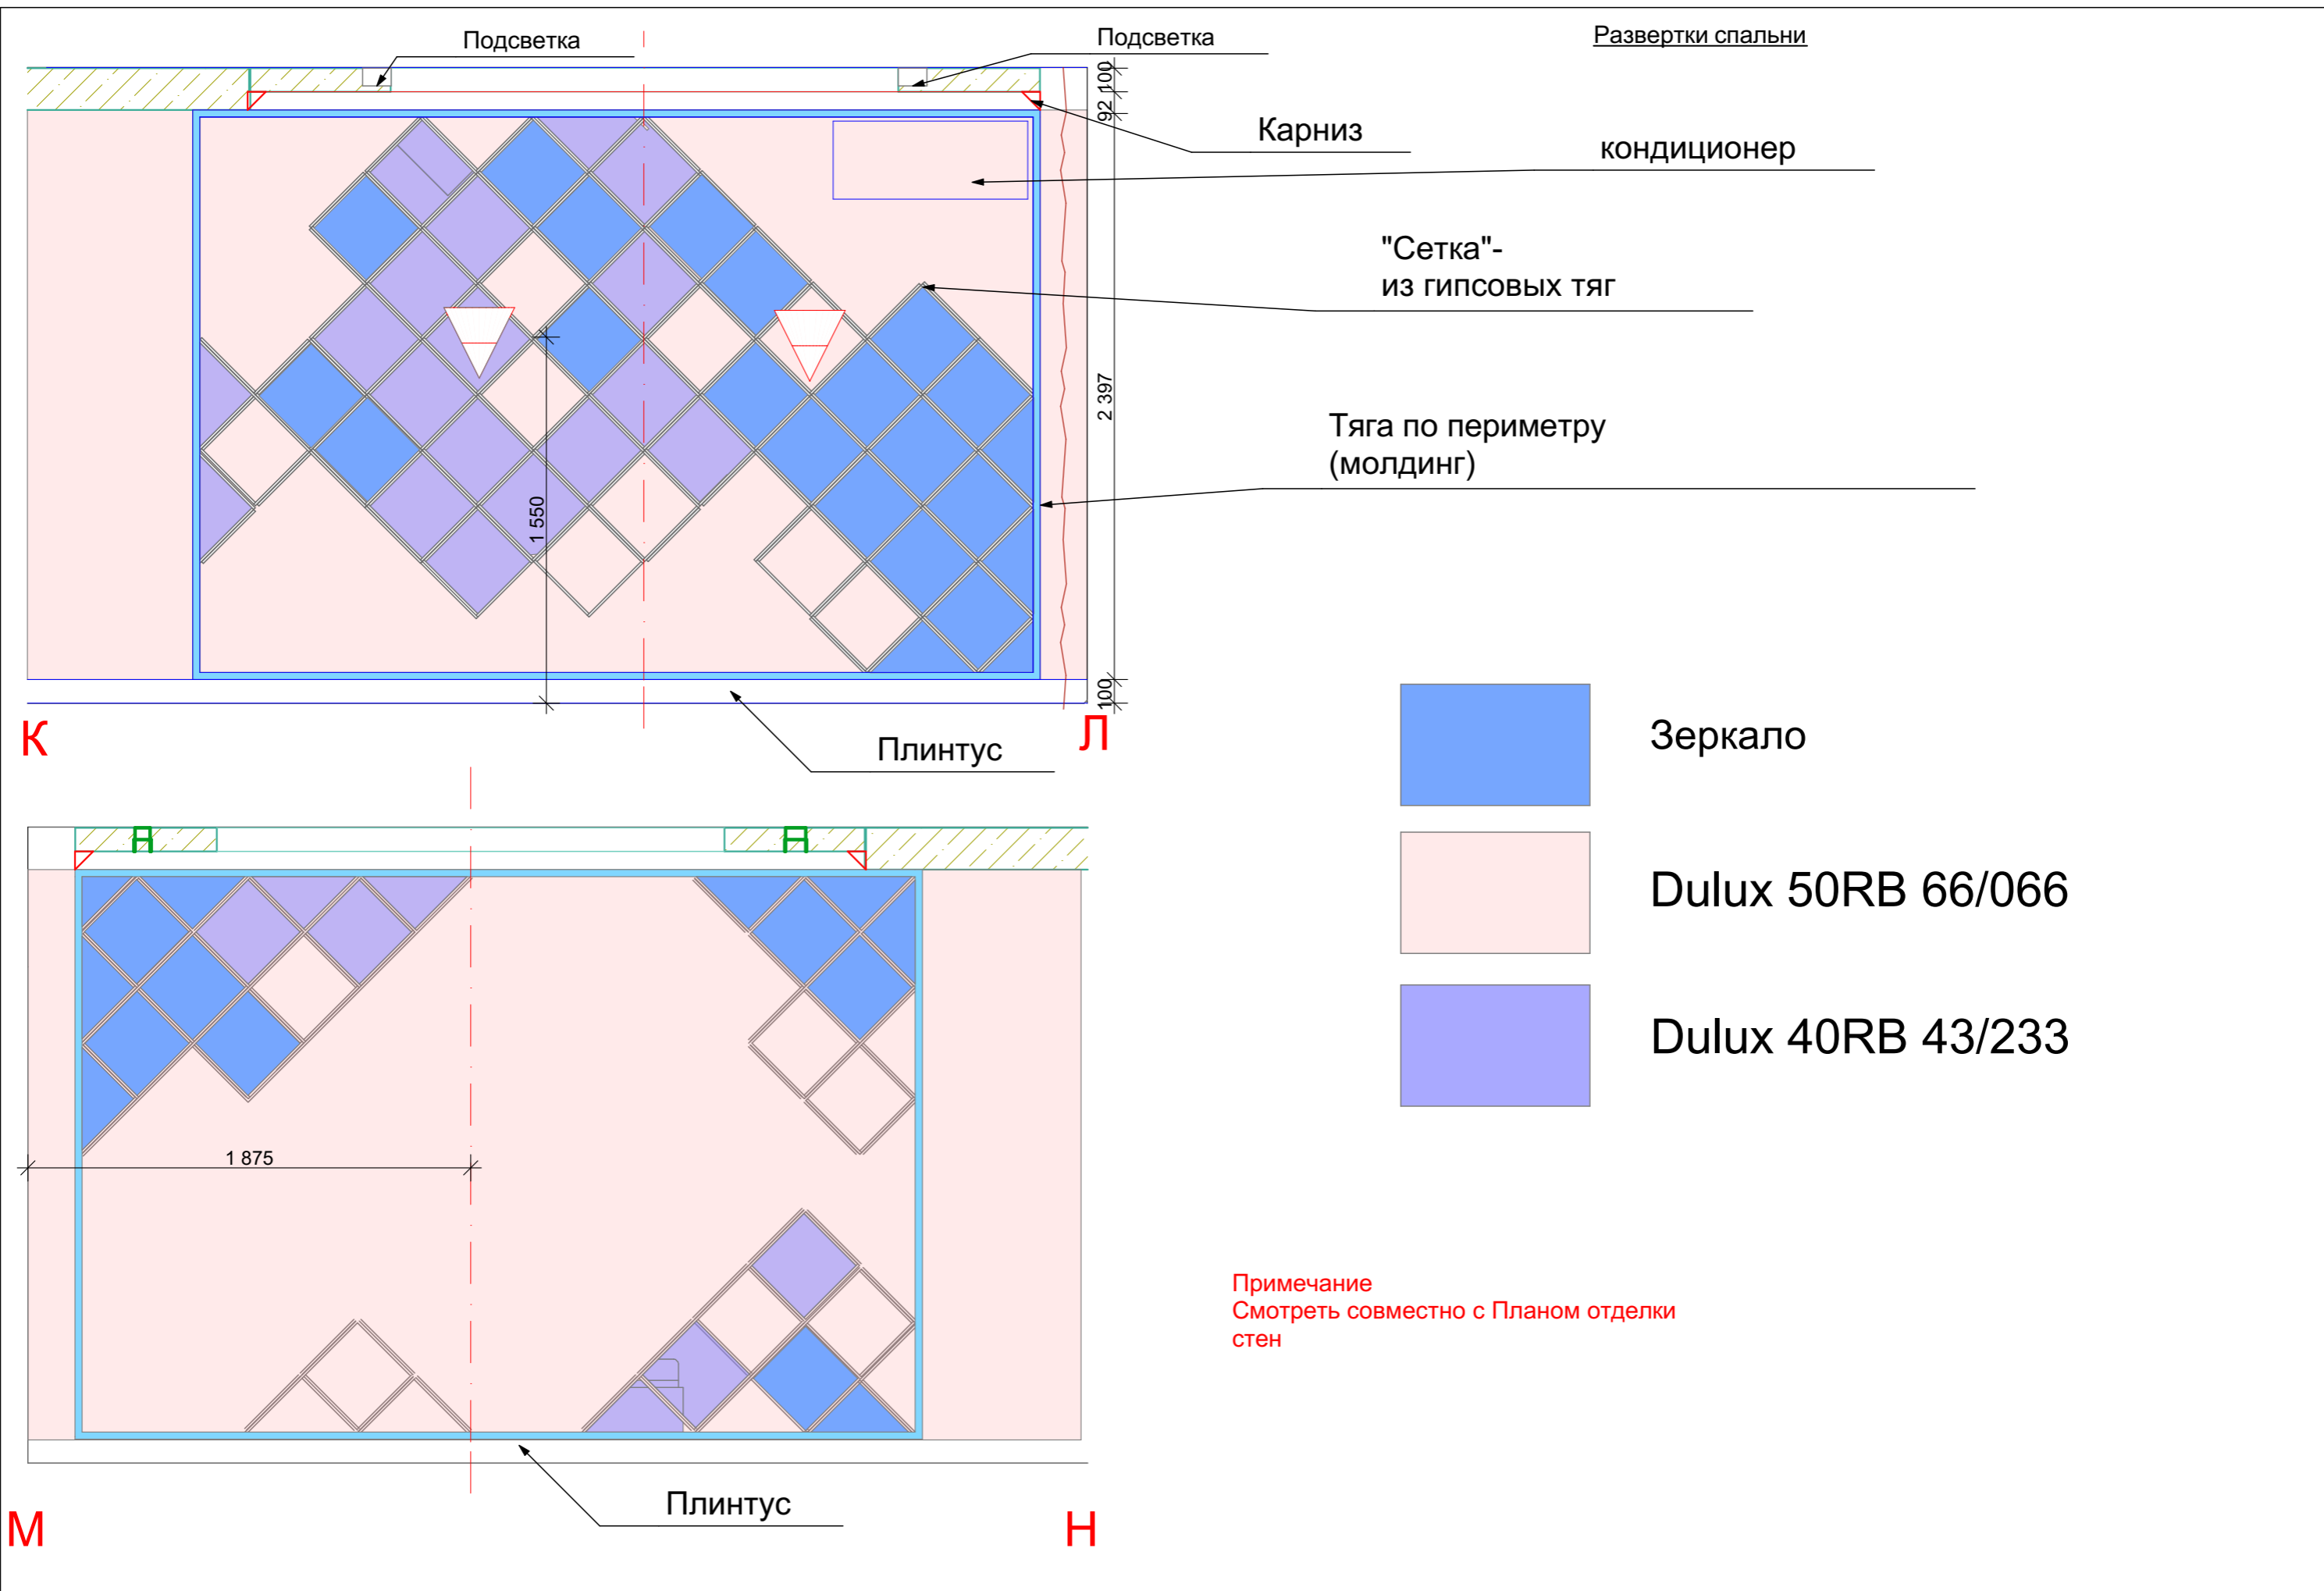 Развертки спальни
Подсветка
Подсветка
100
92
Карниз
кондиционер
"Сетка"-
из гипсовых тяг
2 397
Тяга по периметру
(молдинг)
1 550
100
К
Л
Плинтус
Зеркало
Dulux 50RB 66/066
Dulux 40RB 43/233
1 875
Примечание
Смотреть совместно с Планом отделки
стен
Плинтус
М
Н